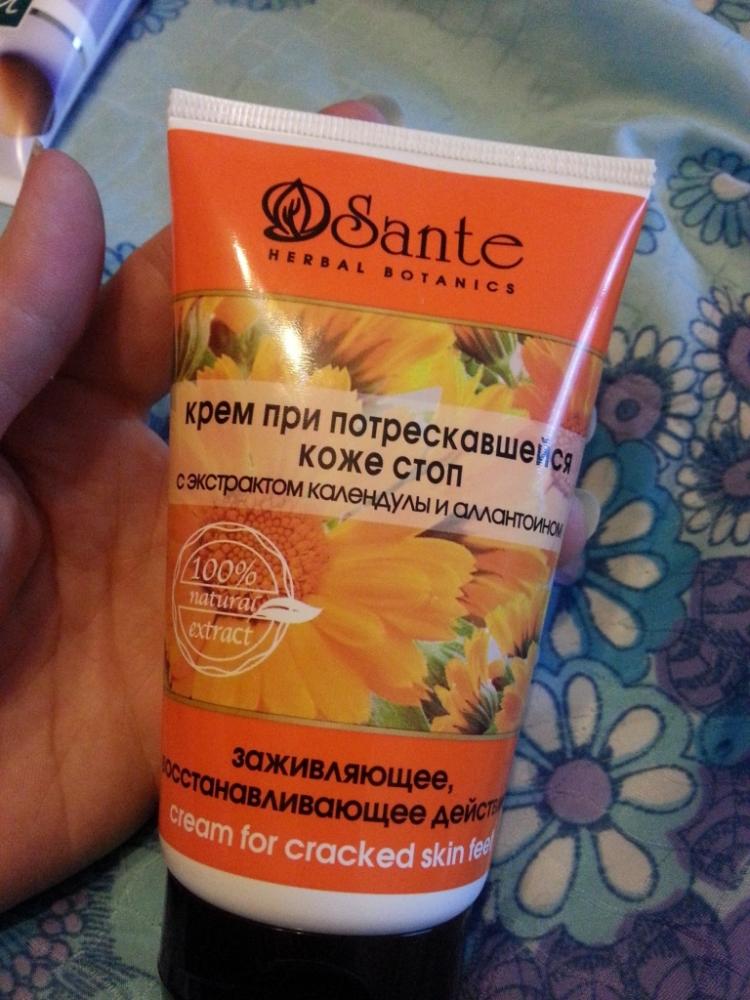 Sante
HERBAL BOTANICS
крем при потрескавшейся
коже стоп
с экстрактом календулы и аллантоином
100%
natural
extract
заживляющее,
восстанавливающее
cream for cracked skin feet